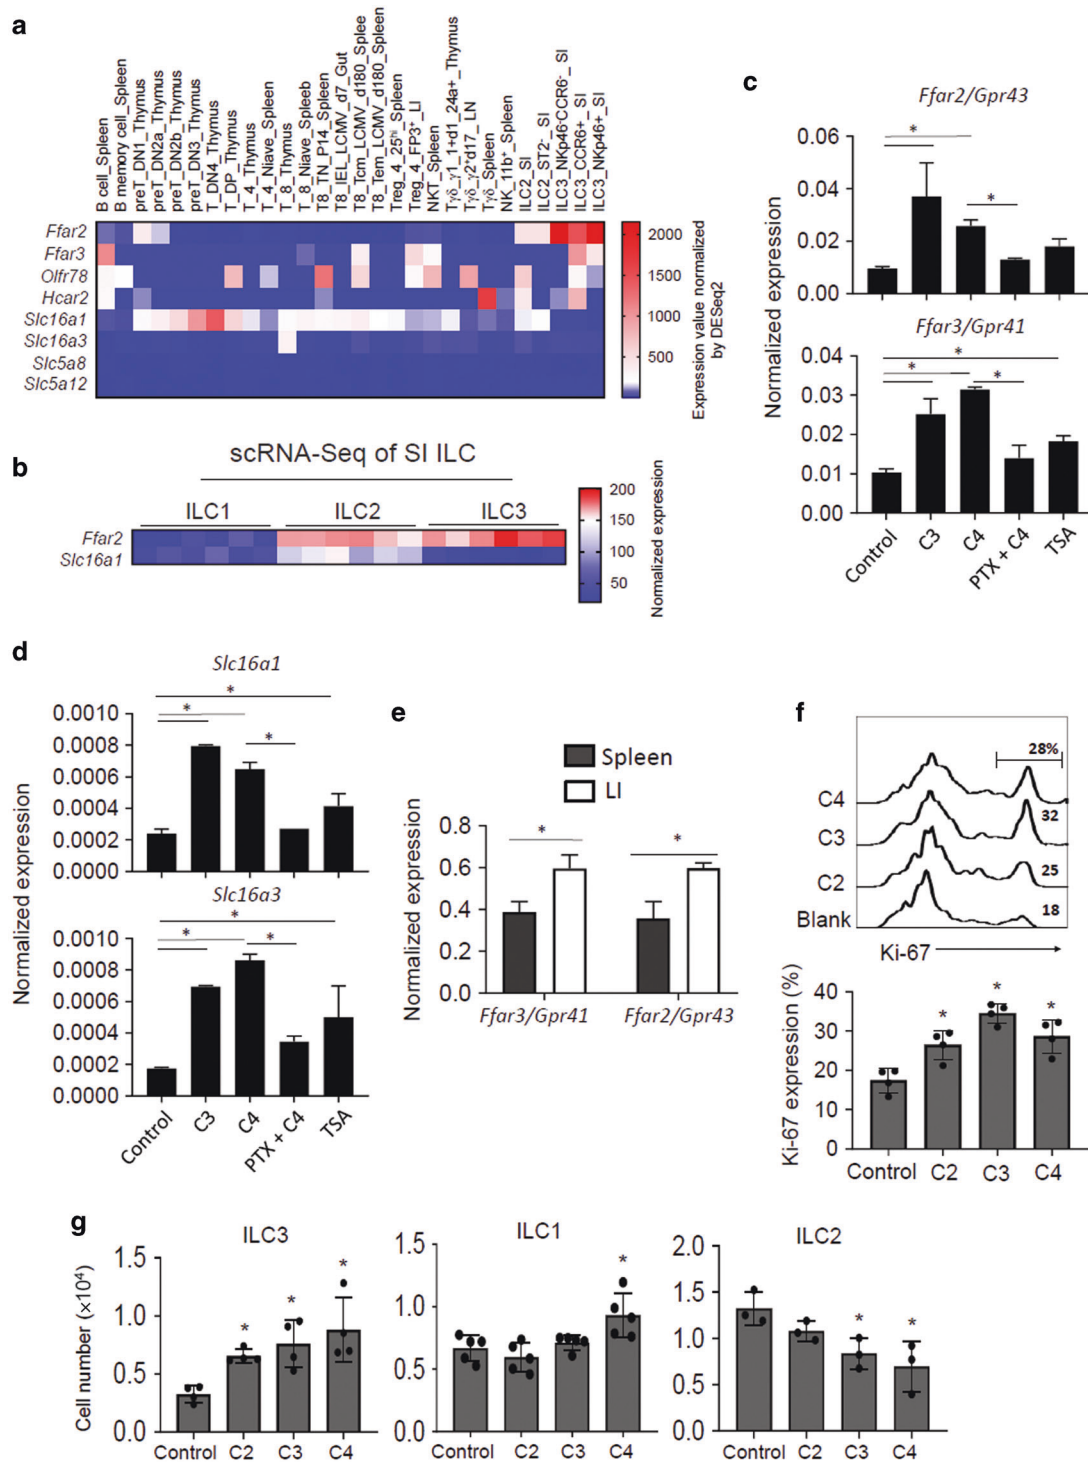 a
B cell_Spleen
B memory cell_Spleen
preT_DN1_Thymus
preT_DN2a_Thymus
preT_DN2b_Thymus
preT_DN3_Thymus
T_DN4_Thymus
T_DP_Thymus
T_4_Thymus
T_4_Niave_Spleen
T_8_Thymus
T_8_Niave_Spleeb
T8_TN_P14_Spleen
T8_IEL_LCMV_d7_Gut
T8_Tcm_LCMV_d180_Splee
T8_Tem_LCMV_d180_Spleen
Treg_4_25hi_Spleen
Treg_4_FP3+_LI
NKT_Spleen
Tγδ_γ1_1+d1_24a+_Thymus
Tγδ_γ2+d17_LN
Tγδ_Spleen
NK_11b+_Spleen
ILC2_SI
ILC2_ST2-_SI
ILC3_NKp46-CCR6-_SI
ILC3_CCR6+_SI
ILC3_NKp46+_SI
Ffar2
Ffar3
Olfr78
Hcar2
Slc16a1
Slc16a3
Slc5a8
Slc5a12
2000
1500
1000
500
Expression value normalized
by DESeq2
b
scRNA-Seq of SI ILC
ILC1
ILC2
ILC3
Ffar2
Slc16a1
200
150
100
50
Normalized expression
c
Ffar2/Gpr43
*
*
0.06
0.04
0.02
0.00
Ffar3/Gpr41
*
*
*
0.04
0.03
0.02
0.01
0.00
Normalized expression
Control
C3
C4
PTX + C4
TSA
d
Slc16a1
*
*
*
0.0010
0.0008
0.0006
0.0004
0.0002
0.0000
Slc16a3
*
*
*
0.0010
0.0008
0.0006
0.0004
0.0002
0.0000
Normalized expression
Control
C3
C4
PTX + C4
TSA
e
Spleen
LI
*
*
0.8
0.6
0.4
0.2
0.0
Normalized expression
Ffar3/Gpr41
Ffar2/Gpr43
f
28%
C4
32
C3
25
C2
18
Blank
Ki-67
*
*
*
40
30
20
10
0
Ki-67 expression (%)
Control
C2
C3
C4
g
ILC3
*
*
*
1.5
1.0
0.5
0.0
Cell number (×10⁴)
Control
C2
C3
C4
ILC1
*
1.5
1.0
0.5
0.0
Control
C2
C3
C4
ILC2
*
*
2.0
1.5
1.0
0.5
0.0
Control
C2
C3
C4